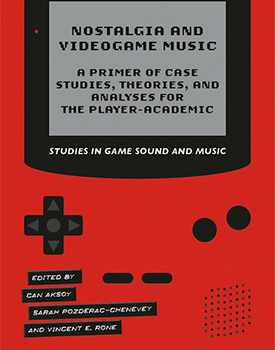 NOSTALGIA AND
VIDEOGAME MUSIC
A PRIMER OF CASE
STUDIES, THEORIES, AND
ANALYSES FOR
THE PLAYER-ACADEMIC
STUDIES IN GAME SOUND AND MUSIC
EDITED BY
CAN AKSOY
SARAH POZDERAC-CHENEVEY
AND VINCENT E. RONE